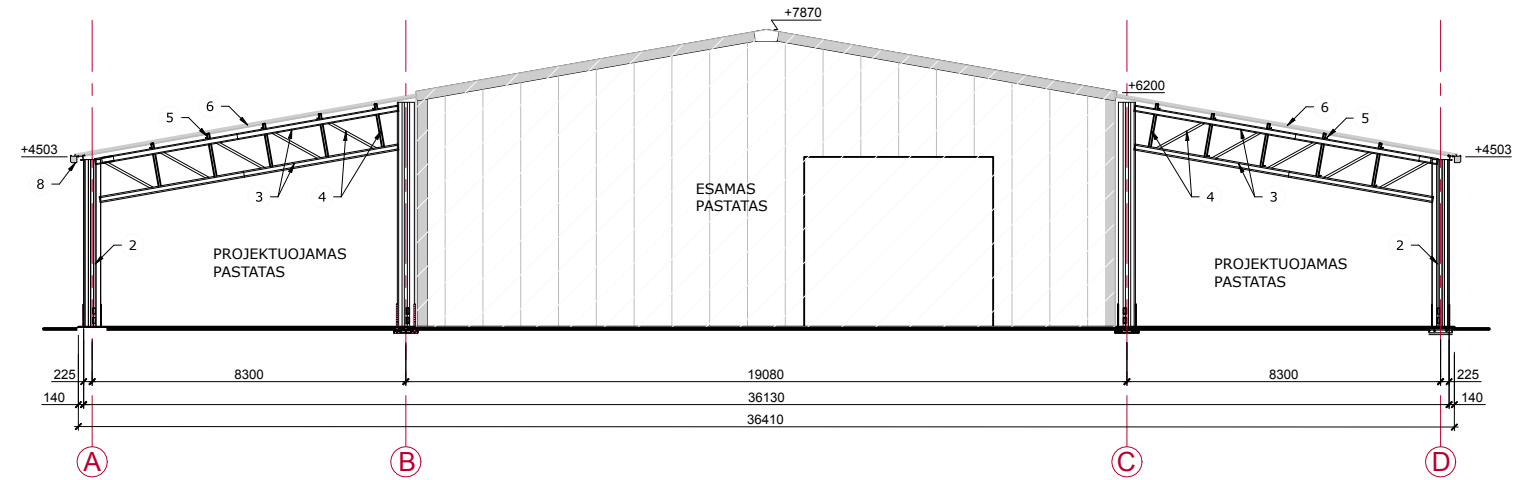 +7870
+6200
6
5
6
5
+4503
+4503
8
3
4
4
3
ESAMAS
PASTATAS
2
2
PROJEKTUOJAMAS
PASTATAS
PROJEKTUOJAMAS
PASTATAS
225
8300
19080
8300
225
140
36130
140
36410
A
B
C
D